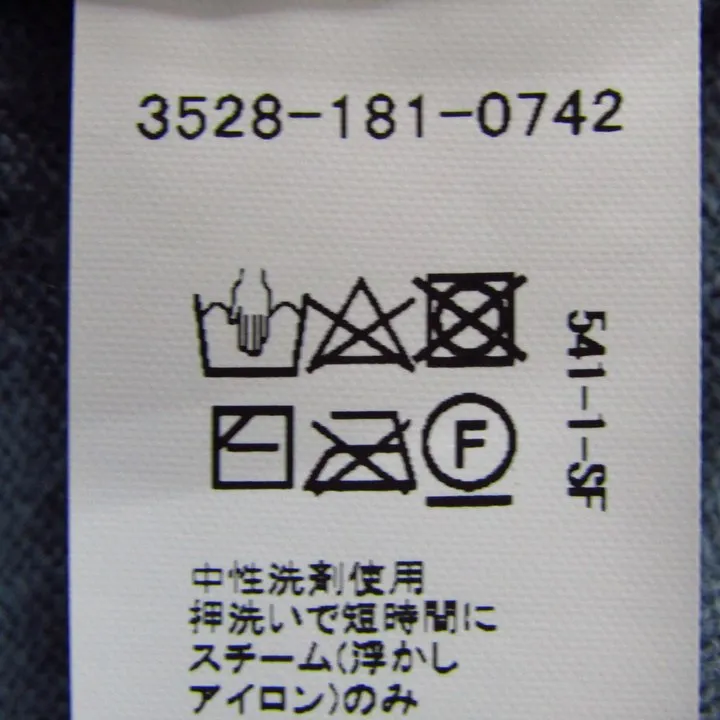 3528-181-0742
541-1-SF
F
中性洗剤使用
押洗いで短時間に
スチーム(浮かし
アイロン)のみ